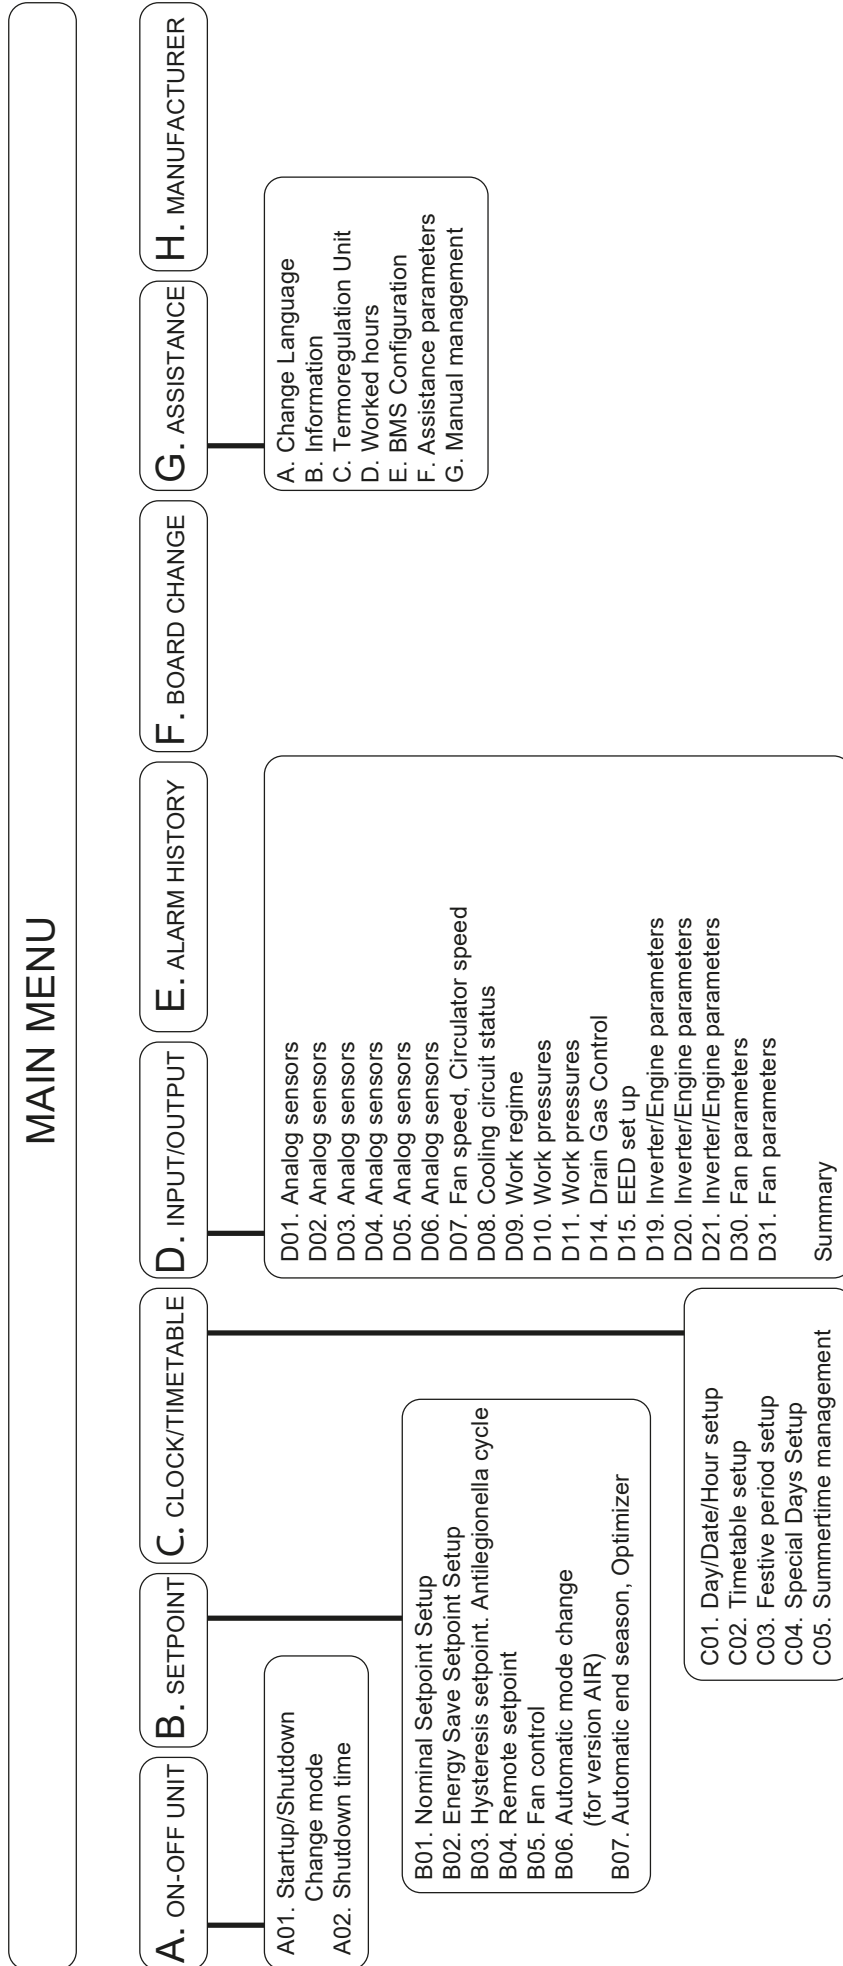 MAIN MENU
A. ON-OFF UNIT
B. SETPOINT
C. CLOCK/TIMETABLE
D. INPUT/OUTPUT
E. ALARM HISTORY
F. BOARD CHANGE
G. ASSISTANCE
H. MANUFACTURER
A01. Startup/Shutdown
Change mode
A02. Shutdown time
B01. Nominal Setpoint Setup
B02. Energy Save Setpoint Setup
B03. Hysteresis setpoint. Antilegionella cycle
B04. Remote setpoint
B05. Fan control
B06. Automatic mode change
(for version AIR)
B07. Automatic end season, Optimizer
C01. Day/Date/Hour setup
C02. Timetable setup
C03. Festive period setup
C04. Special Days Setup
C05. Summertime management
D01. Analog sensors
D02. Analog sensors
D03. Analog sensors
D04. Analog sensors
D05. Analog sensors
D06. Analog sensors
D07. Fan speed, Circulator speed
D08. Cooling circuit status
D09. Work regime
D10. Work pressures
D11. Work pressures
D14. Drain Gas Control
D15. EED set up
D19. Inverter/Engine parameters
D20. Inverter/Engine parameters
D21. Inverter/Engine parameters
D30. Fan parameters
D31. Fan parameters
Summary
A. Change Language
B. Information
C. Termoregulation Unit
D. Worked hours
E. BMS Configuration
F. Assistance parameters
G. Manual management